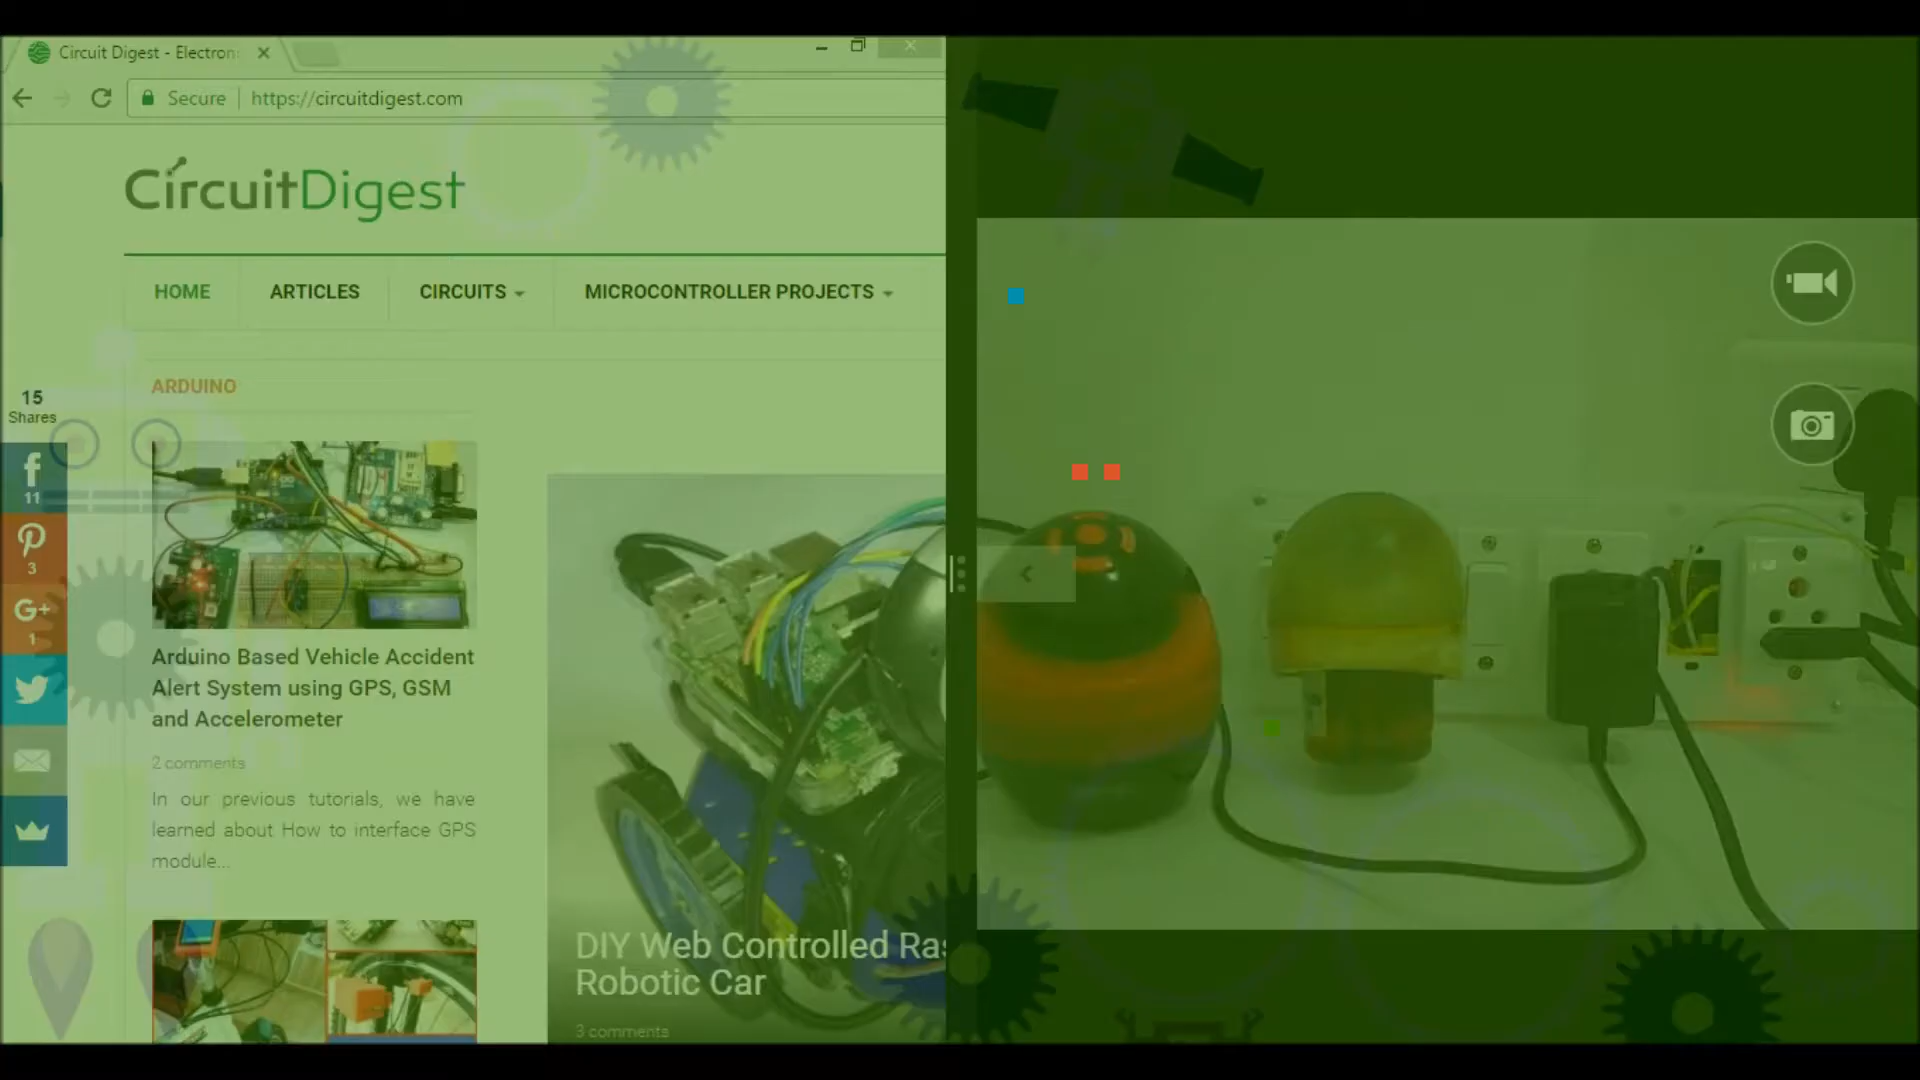 Circuit Digest - Electron
Secure
https://circuitdigest.com
CircuitDigest
HOME
ARTICLES
CIRCUITS
MICROCONTROLLER PROJECTS
ARDUINO
15
Shares
11
3
G+
1
Arduino Based Vehicle Accident
Alert System using GPS, GSM
and Accelerometer
2 comments
In our previous tutorials, we have
learned about How to interface GPS
module...
DIY Web Controlled Ras
Robotic Car
3 comments